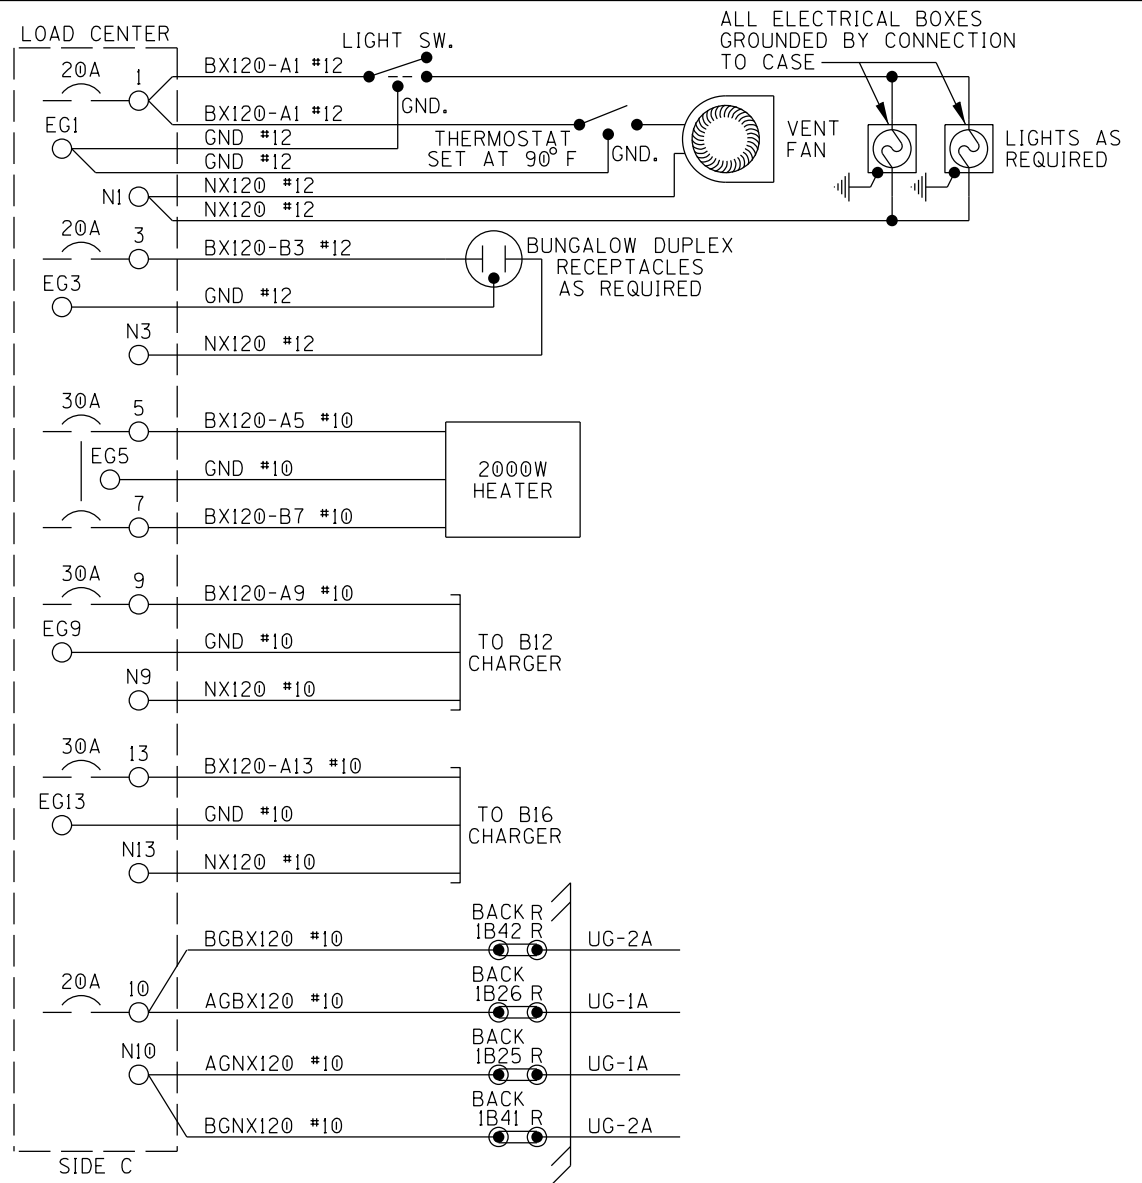 LOAD CENTER
20A
1
BX120-A1 #12
LIGHT SW.
GND.
ALL ELECTRICAL BOXES
GROUNDED BY CONNECTION
TO CASE
BX120-A1 #12
EG1
GND #12
GND #12
THERMOSTAT
SET AT 90° F
GND.
VENT
FAN
LIGHTS AS
REQUIRED
N1
NX120 #12
NX120 #12
20A
3
BX120-B3 #12
BUNGALOW DUPLEX
RECEPTACLES
AS REQUIRED
EG3
GND #12
N3
NX120 #12
30A
5
BX120-A5 #10
EG5
GND #10
2000W
HEATER
7
BX120-B7 #10
30A
9
BX120-A9 #10
EG9
GND #10
TO B12
CHARGER
N9
NX120 #10
30A
13
BX120-A13 #10
EG13
GND #10
TO B16
CHARGER
N13
NX120 #10
BACK R
1B42 R
BGBX120 #10
UG-2A
20A
10
BACK
1B26 R
AGBX120 #10
UG-1A
N10
BACK
1B25 R
AGNX120 #10
UG-1A
BACK
1B41 R
BGNX120 #10
UG-2A
SIDE C